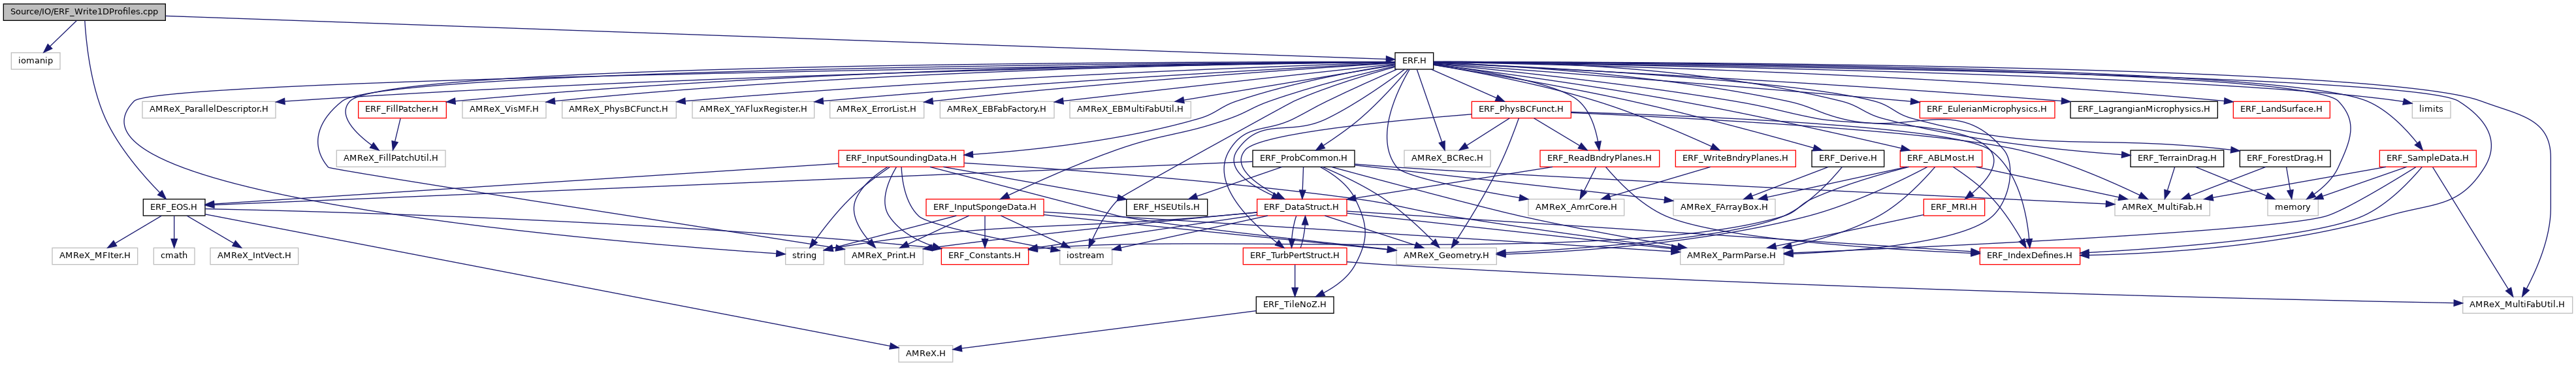 Source/IO/ERF_Write1DProfiles.cpp
iomanip
ERF.H
AMReX_ParallelDescriptor.H
ERF_FillPatcher.H
AMReX_VisMF.H
AMReX_PhysBCFunct.H
AMReX_YAFluxRegister.H
AMReX_ErrorList.H
AMReX_EBFabFactory.H
AMReX_EBMultiFabUtil.H
ERF_PhysBCFunct.H
ERF_EulerianMicrophysics.H
ERF_LagrangianMicrophysics.H
ERF_LandSurface.H
limits
AMReX_FillPatchUtil.H
ERF_InputSoundingData.H
ERF_ProbCommon.H
AMReX_BCRec.H
ERF_ReadBndryPlanes.H
ERF_WriteBndryPlanes.H
ERF_Derive.H
ERF_ABLMost.H
ERF_TerrainDrag.H
ERF_ForestDrag.H
ERF_SampleData.H
ERF_EOS.H
ERF_InputSpongeData.H
ERF_HSEUtils.H
ERF_DataStruct.H
AMReX_AmrCore.H
AMReX_FArrayBox.H
ERF_MRI.H
AMReX_MultiFab.H
memory
AMReX_MFIter.H
cmath
AMReX_IntVect.H
string
AMReX_Print.H
ERF_Constants.H
iostream
ERF_TurbPertStruct.H
AMReX_Geometry.H
AMReX_ParmParse.H
ERF_IndexDefines.H
ERF_TileNoZ.H
AMReX_MultiFabUtil.H
AMReX.H